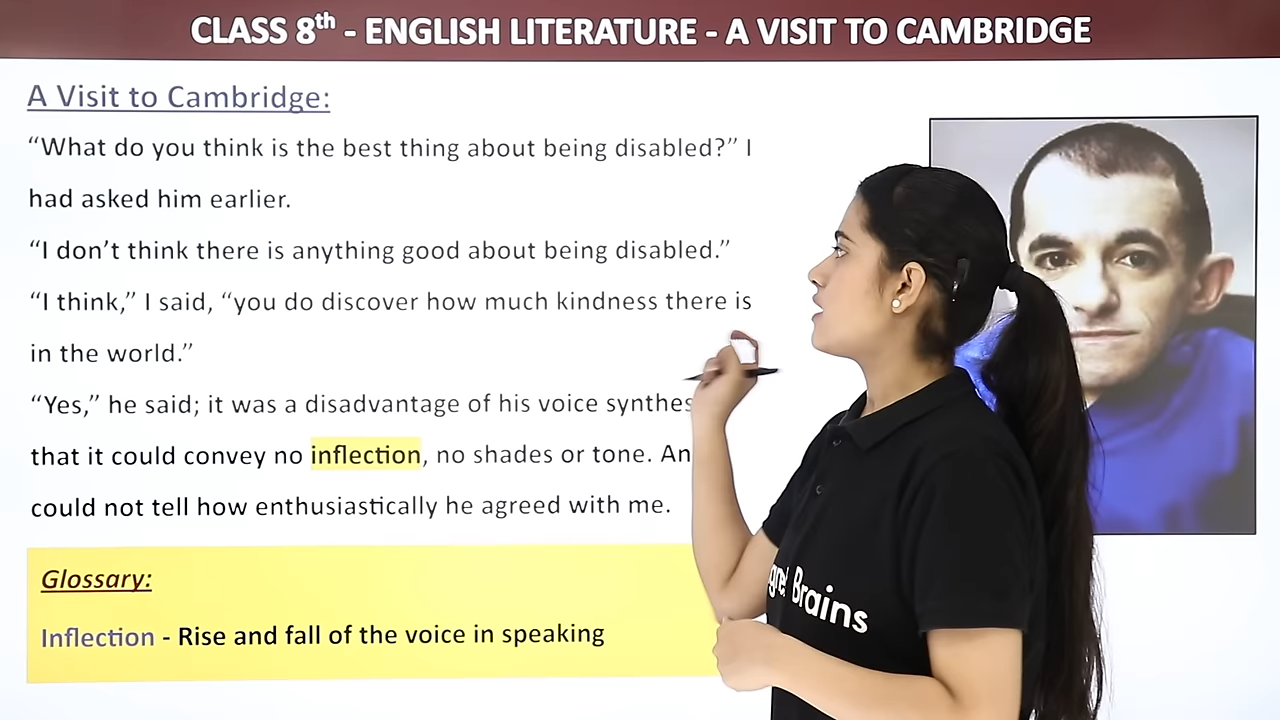 CLASS 8th - ENGLISH LITERATURE - A VISIT TO CAMBRIDGE
A Visit to Cambridge:
“What do you think is the best thing about being disabled?” I
had asked him earlier.
“I don’t think there is anything good about being disabled.”
“I think,” I said, “you do discover how much kindness there is
in the world.”
“Yes,” he said; it was a disadvantage of his voice
that it could convey no inflection, no shades or tone.
could not tell how enthusiastically he agreed with me.
Glossary:
Inflection - Rise and fall of the voice in speaking
Brains